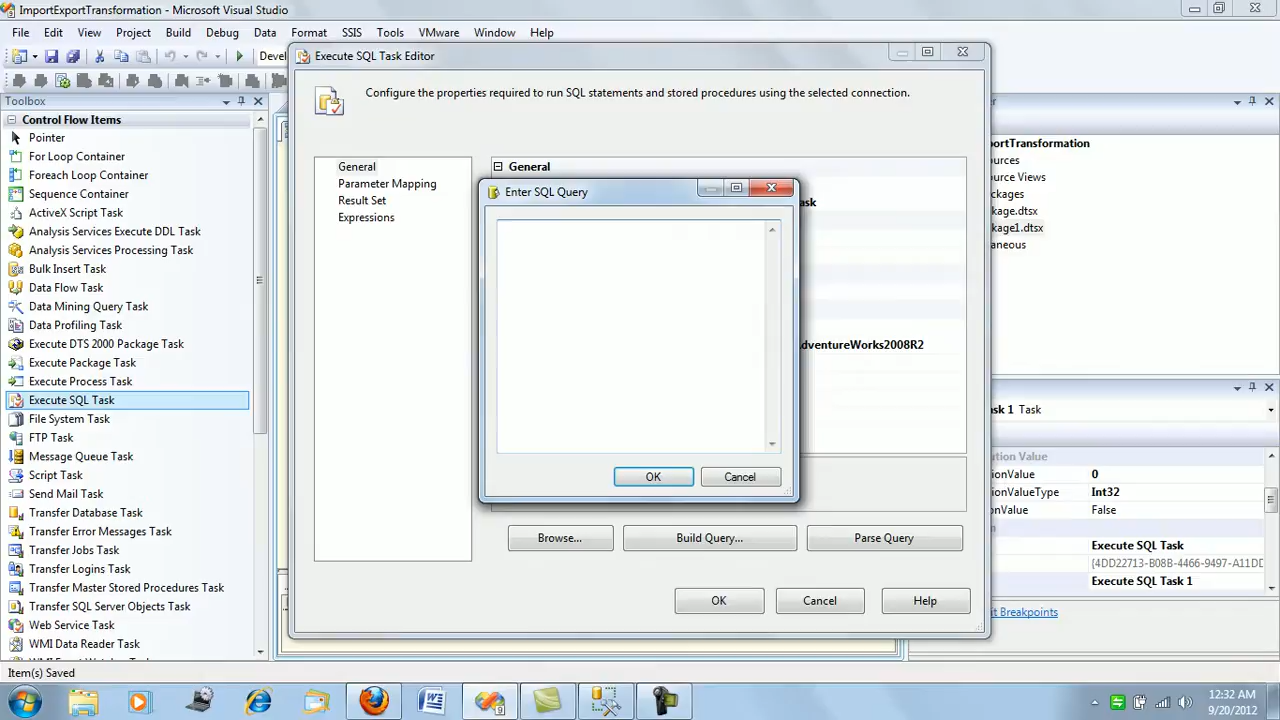 ImportExportTransformation - Microsoft Visual Studio
File Edit View Project Build Debug Data Format SSIS Tools VMware Window Help
Devel
Toolbox
Control Flow Items
Pointer
For Loop Container
Foreach Loop Container
Sequence Container
ActiveX Script Task
Analysis Services Execute DDL Task
Analysis Services Processing Task
Bulk Insert Task
Data Flow Task
Data Mining Query Task
Data Profiling Task
Execute DTS 2000 Package Task
Execute Package Task
Execute Process Task
Execute SQL Task
File System Task
FTP Task
Message Queue Task
Script Task
Send Mail Task
Transfer Database Task
Transfer Error Messages Task
Transfer Jobs Task
Transfer Logins Task
Transfer Master Stored Procedures Task
Transfer SQL Server Objects Task
Web Service Task
WMI Data Reader Task
Item(s) Saved
Execute SQL Task Editor
Configure the properties required to run SQL statements and stored procedures using the selected connection.
General
Parameter Mapping
Result Set
Expressions
General
ask
dventureWorks2008R2
Enter SQL Query
OK Cancel
Browse... Build Query... Parse Query
OK Cancel Help
er
portTransformation
ources
urce Views
ckages
kage.dtsx
kage1.dtsx
aneous
sk 1 Task
ution Value
ionValue 0
ionValueType Int32
onValue False
Execute SQL Task
{4DD22713-B08B-4466-9497-A11DD
Execute SQL Task 1
t Breakpoints
12:32 AM
9/20/2012